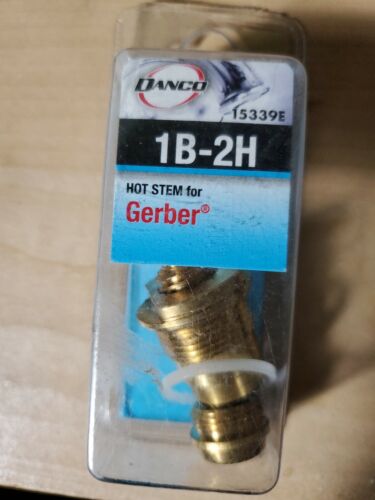 DANCO
15339E
1B-2H
HOT STEM for
Gerber®